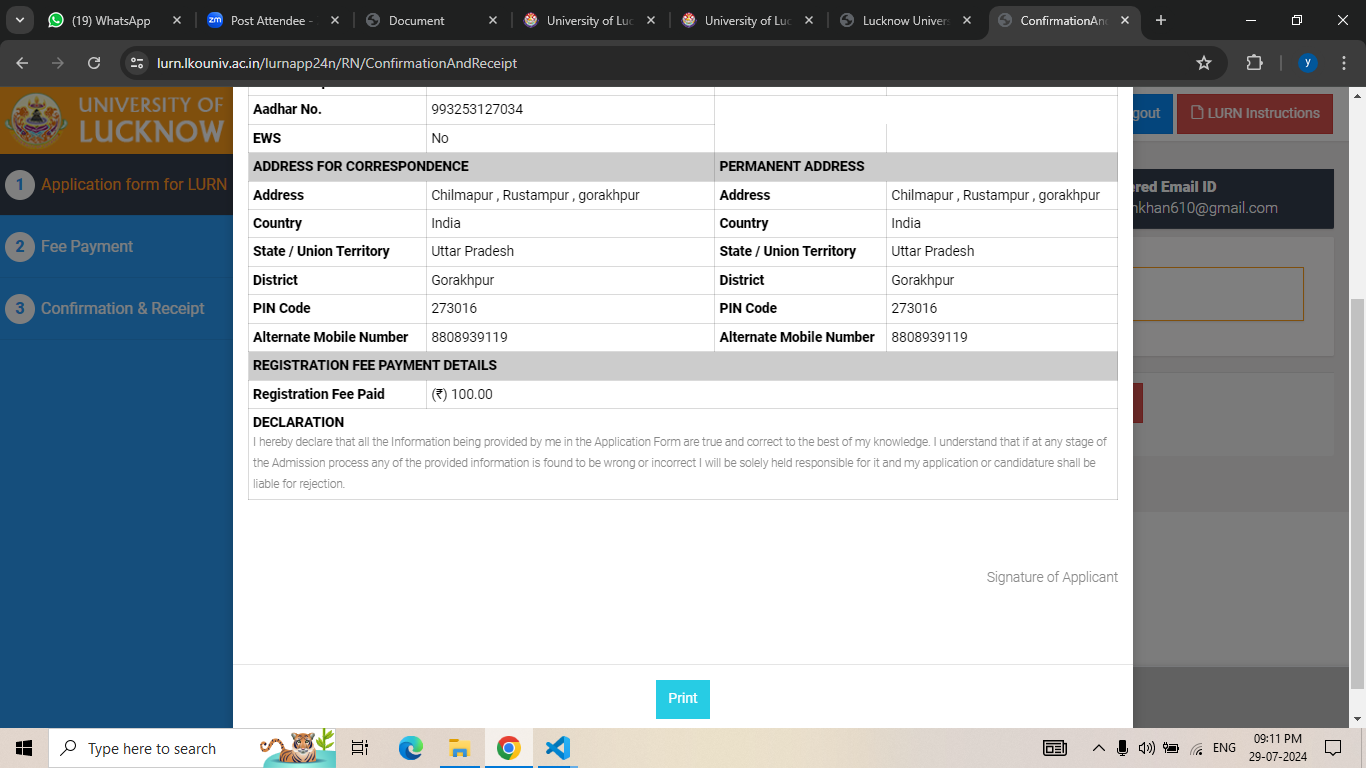 (19) WhatsApp
Post Attendee -
Document
University of Luc
University of Luc
Lucknow Univers
ConfirmationAn
lurn.lkouniv.ac.in/lurnapp24n/RN/ConfirmationAndReceipt
y
UNIVERSITY OF
LUCKNOW
gout
LURN Instructions
1 Application form for LURN
2 Fee Payment
3 Confirmation & Receipt
ered Email ID
nkhan610@gmail.com
Aadhar No. 993253127034
EWS No
ADDRESS FOR CORRESPONDENCE PERMANENT ADDRESS
Address Chilmapur , Rustampur , gorakhpur Address Chilmapur , Rustampur , gorakhpur
Country India Country India
State / Union Territory Uttar Pradesh State / Union Territory Uttar Pradesh
District Gorakhpur District Gorakhpur
PIN Code 273016 PIN Code 273016
Alternate Mobile Number 8808939119 Alternate Mobile Number 8808939119
REGISTRATION FEE PAYMENT DETAILS
Registration Fee Paid (₹) 100.00
DECLARATION
I hereby declare that all the Information being provided by me in the Application Form are true and correct to the best of my knowledge. I understand that if at any stage of
the Admission process any of the provided information is found to be wrong or incorrect I will be solely held responsible for it and my application or candidature shall be
liable for rejection.
Signature of Applicant
Print
Type here to search
ENG
09:11 PM
29-07-2024